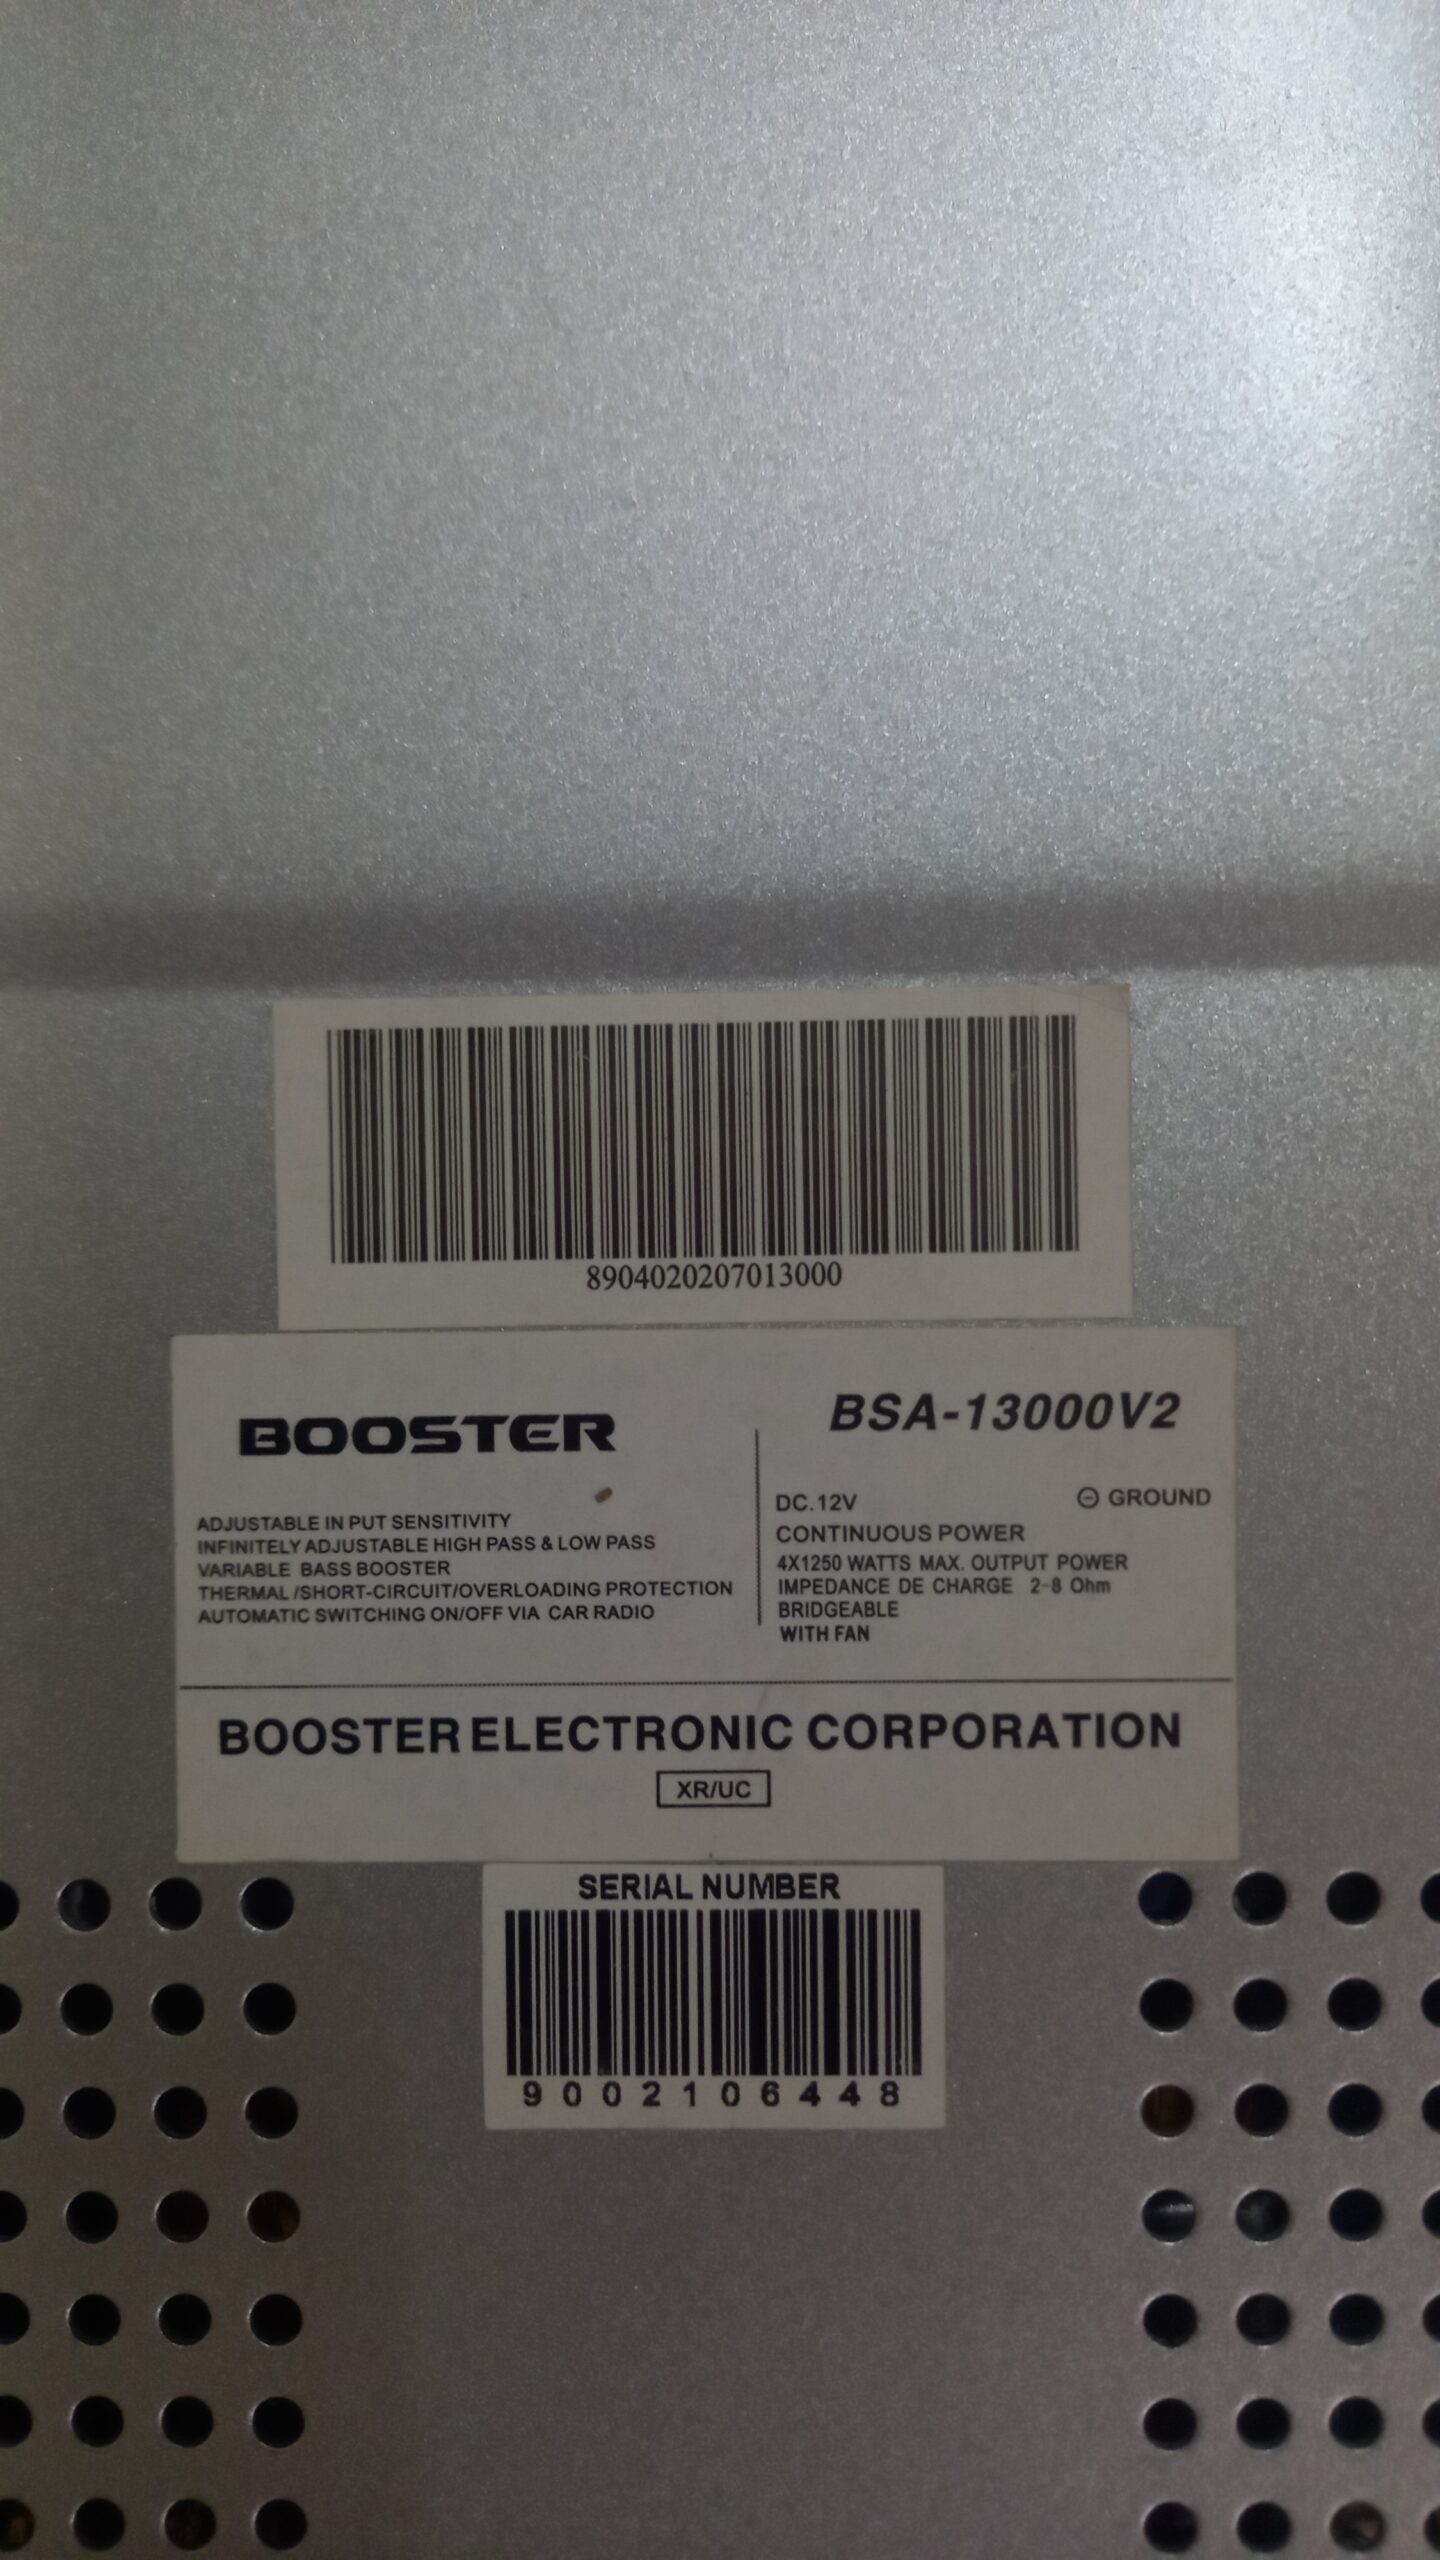 8904020207013000
BOOSTER
ADJUSTABLE IN PUT SENSITIVITY
INFINITELY ADJUSTABLE HIGH PASS & LOW PASS
VARIABLE BASS BOOSTER
THERMAL /SHORT-CIRCUIT/OVERLOADING PROTECTION
AUTOMATIC SWITCHING ON/OFF VIA CAR RADIO
BSA-13000V2
DC.12V ⊖ GROUND
CONTINUOUS POWER
4X1250 WATTS MAX. OUTPUT POWER
IMPEDANCE DE CHARGE 2-8 Ohm
BRIDGEABLE
WITH FAN
BOOSTER ELECTRONIC CORPORATION
XR/UC
SERIAL NUMBER
9002106448